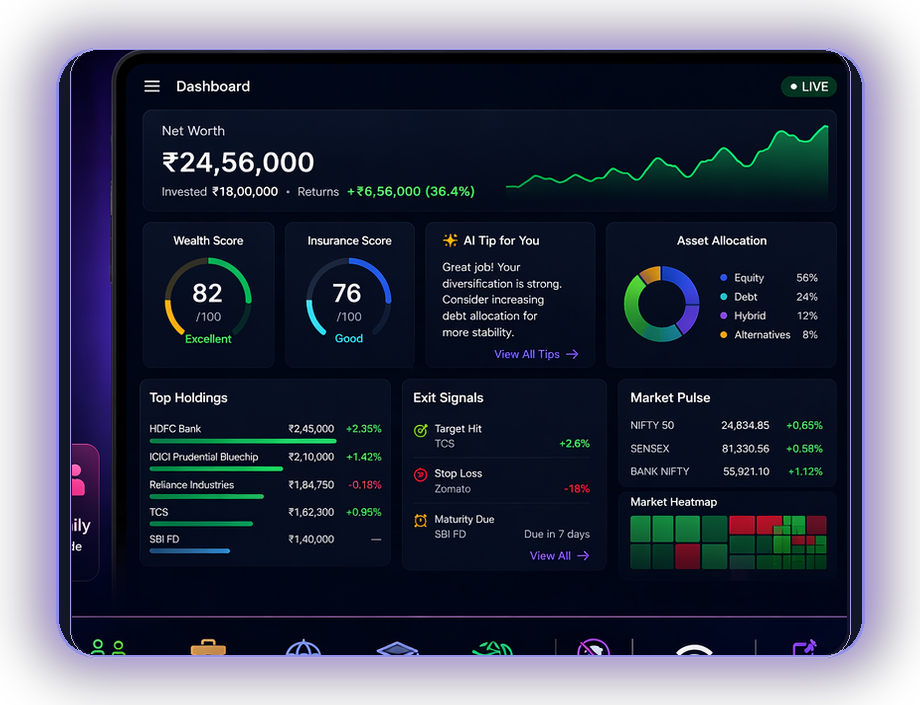 Dashboard
LIVE
Net Worth
₹24,56,000
Invested ₹18,00,000 • Returns +₹6,56,000 (36.4%)
Wealth Score
82
/100
Excellent
Insurance Score
76
/100
Good
AI Tip for You
Great job! Your
diversification is strong.
Consider increasing
debt allocation for
more stability.
View All Tips →
Asset Allocation
Equity 56%
Debt 24%
Hybrid 12%
Alternatives 8%
Top Holdings
HDFC Bank ₹2,45,000 +2.35%
ICICI Prudential Bluechip ₹2,10,000 +1.42%
Reliance Industries ₹1,84,750 -0.18%
TCS ₹1,62,300 +0.95%
SBI FD ₹1,40,000 —
Exit Signals
Target Hit
TCS +2.6%
Stop Loss
Zomato -18%
Maturity Due
SBI FD Due in 7 days
View All →
Market Pulse
NIFTY 50 24,834.85 +0,65%
SENSEX 81,330.56 +0.58%
BANK NIFTY 55,921.10 +1.12%
Market Heatmap
ily
de